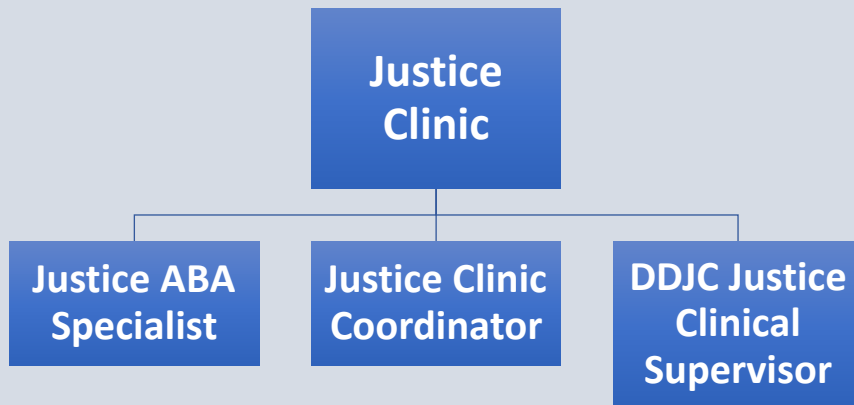 Justice
Clinic
Justice ABA
Specialist
Justice Clinic
Coordinator
DDJC Justice
Clinical
Supervisor